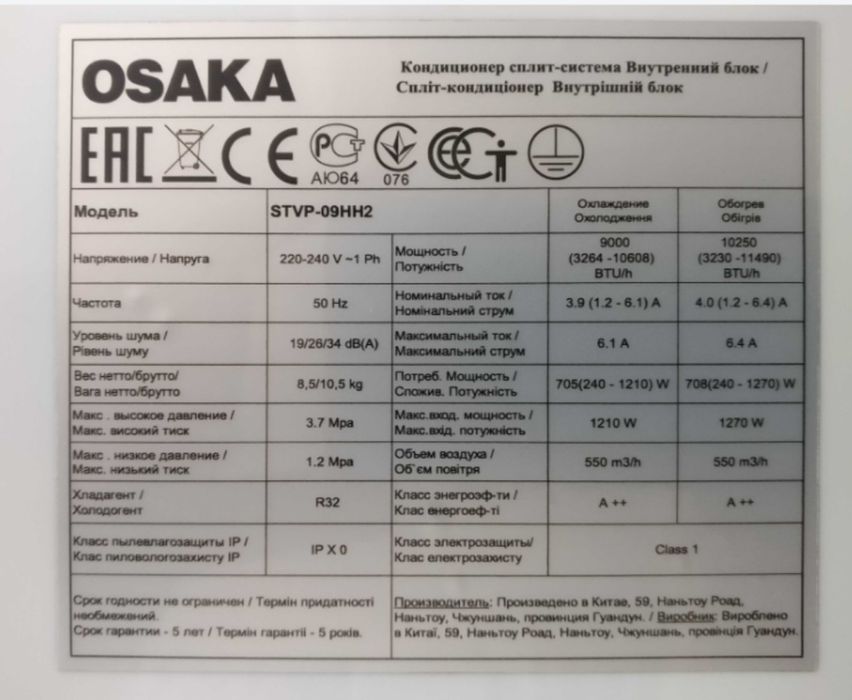 OSAKA
Кондиционер сплит-система Внутренний блок /
Спліт-кондиціонер Внутрішній блок
EAC CE РСТ
АЮ64 076
Модель STVP-09HH2 Охлаждение Обогрев
Охолодження Обігрів
Напряжение / Напруга 220-240 V ~1 Ph Мощность / 9000 10250
Потужність (3264 -10608) (3230 -11490)
BTU/h BTU/h
Частота 50 Hz Номинальный ток / 3.9 (1.2 - 6.1) A 4.0 (1.2 - 6.4) A
Номінальний струм
Уровень шума / 19/26/34 dB(A) Максимальный ток / 6.1 A 6.4 A
Рівень шуму Максимальний струм
Вес нетто/брутто/ 8,5/10,5 kg Потреб. Мощность / 705(240 - 1210) W 708(240 - 1270) W
Вага нетто/брутто Спожив. Потужність
Макс . высокое давление / 3.7 Mpa Макс.вход. мощность / 1210 W 1270 W
Макс. високий тиск Макс.вхід. потужність
Макс . низкое давление / 1.2 Mpa Объем воздуха / 550 m3/h 550 m3/h
Макс. низький тиск Об`єм повітря
Хладагент / R32 Класс энергоэф-ти / A ++ A ++
Холодогент Клас енергоеф-ті
Класс пылевлагозащиты IP / IP X 0 Класс электрозащиты/ Class 1
Клас пиловологозахисту IP Клас електрозахисту
Срок годности не ограничен / Термін придатності
необмежений.
Срок гарантии - 5 лет / Термін гарантії - 5 років.
Производитель: Произведено в Китае, 59, Наньтоу Роад,
Наньтоу, Чжуншань, провинция Гуандун. / Виробник: Вироблено
в Китаї, 59, Наньтоу Роад, Наньтоу, Чжуншань, провінція Гуандун.